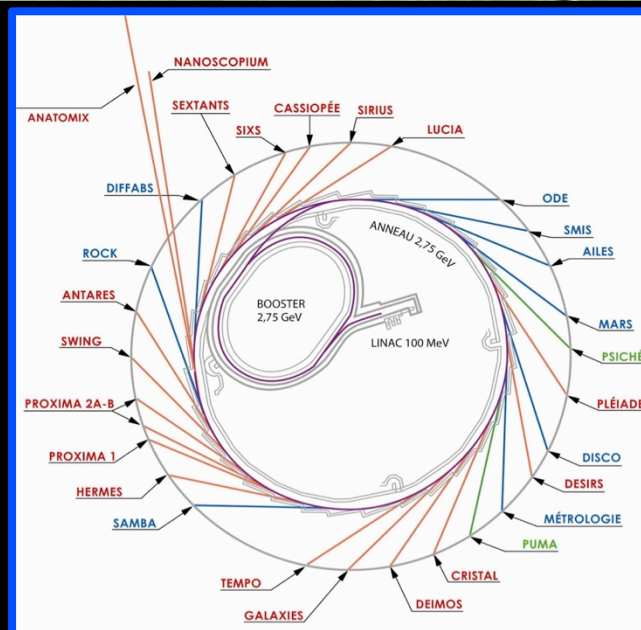 NANOSCOPIUM
ANATOMIX
SEXTANTS
SIXS
CASSIOPÉE
SIRIUS
LUCIA
DIFFABS
ODE
ROCK
SMIS
AILES
ANTARES
ANNEAU 2,75 GeV
BOOSTER
2,75 GeV
LINAC 100 MeV
MARS
SWING
PSICHÉ
PROXIMA 2A-B
PLÉIADE
PROXIMA 1
DISCO
HERMES
DESIRS
SAMBA
MÉTROLOGIE
PUMA
TEMPO
CRISTAL
GALAXIES
DEIMOS